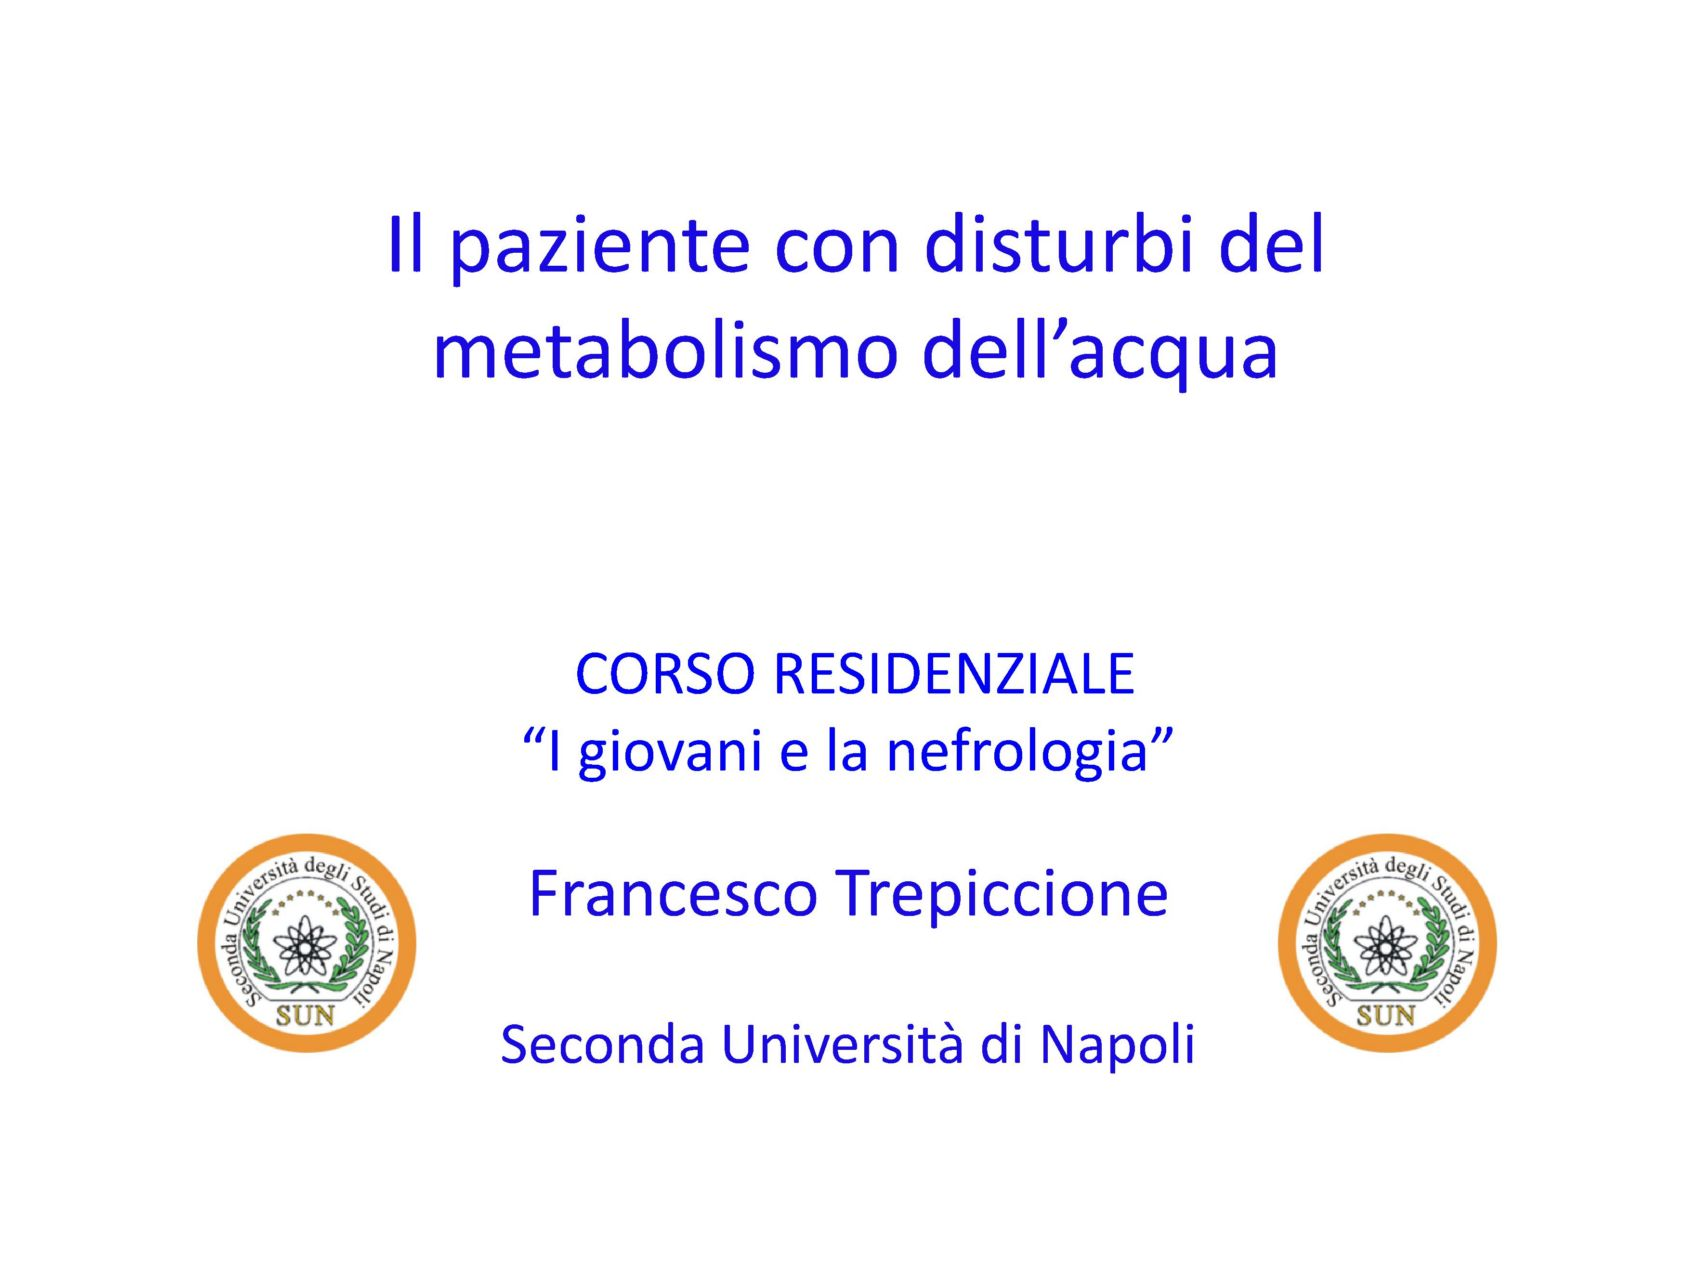 Il paziente con disturbi del
metabolismo dell’acqua
CORSO RESIDENZIALE
“I giovani e la nefrologia”
Francesco Trepiccione
Seconda Università degli Studi di Napoli
SUN
Seconda Università degli Studi di Napoli
SUN
Seconda Università di Napoli